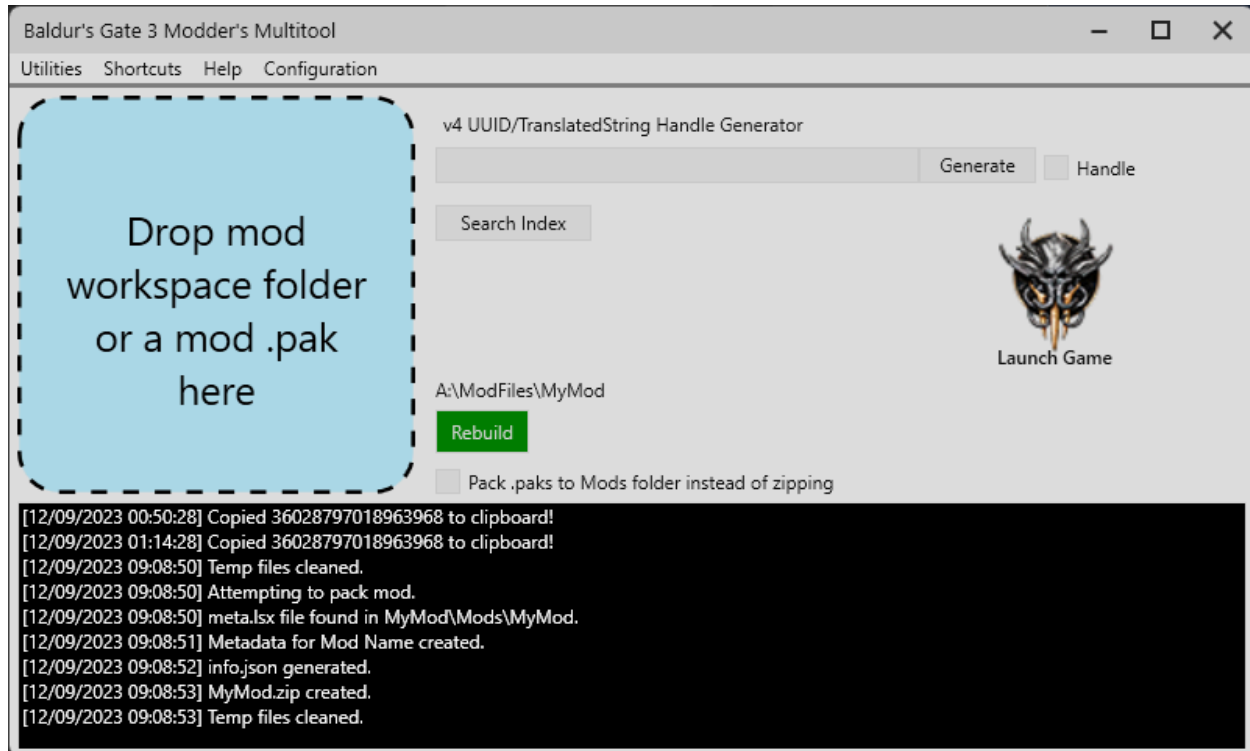 Baldur's Gate 3 Modder's Multitool
Utilities Shortcuts Help Configuration
Drop mod
workspace folder
or a mod .pak
here
v4 UUID/TranslatedString Handle Generator
Generate
Handle
Search Index
Launch Game
A:\ModFiles\MyMod
Rebuild
Pack .paks to Mods folder instead of zipping
[12/09/2023 00:50:28] Copied 36028797018963968 to clipboard!
[12/09/2023 01:14:28] Copied 36028797018963968 to clipboard!
[12/09/2023 09:08:50] Temp files cleaned.
[12/09/2023 09:08:50] Attempting to pack mod.
[12/09/2023 09:08:50] meta.lsx file found in MyMod\Mods\MyMod.
[12/09/2023 09:08:51] Metadata for Mod Name created.
[12/09/2023 09:08:52] info.json generated.
[12/09/2023 09:08:53] MyMod.zip created.
[12/09/2023 09:08:53] Temp files cleaned.